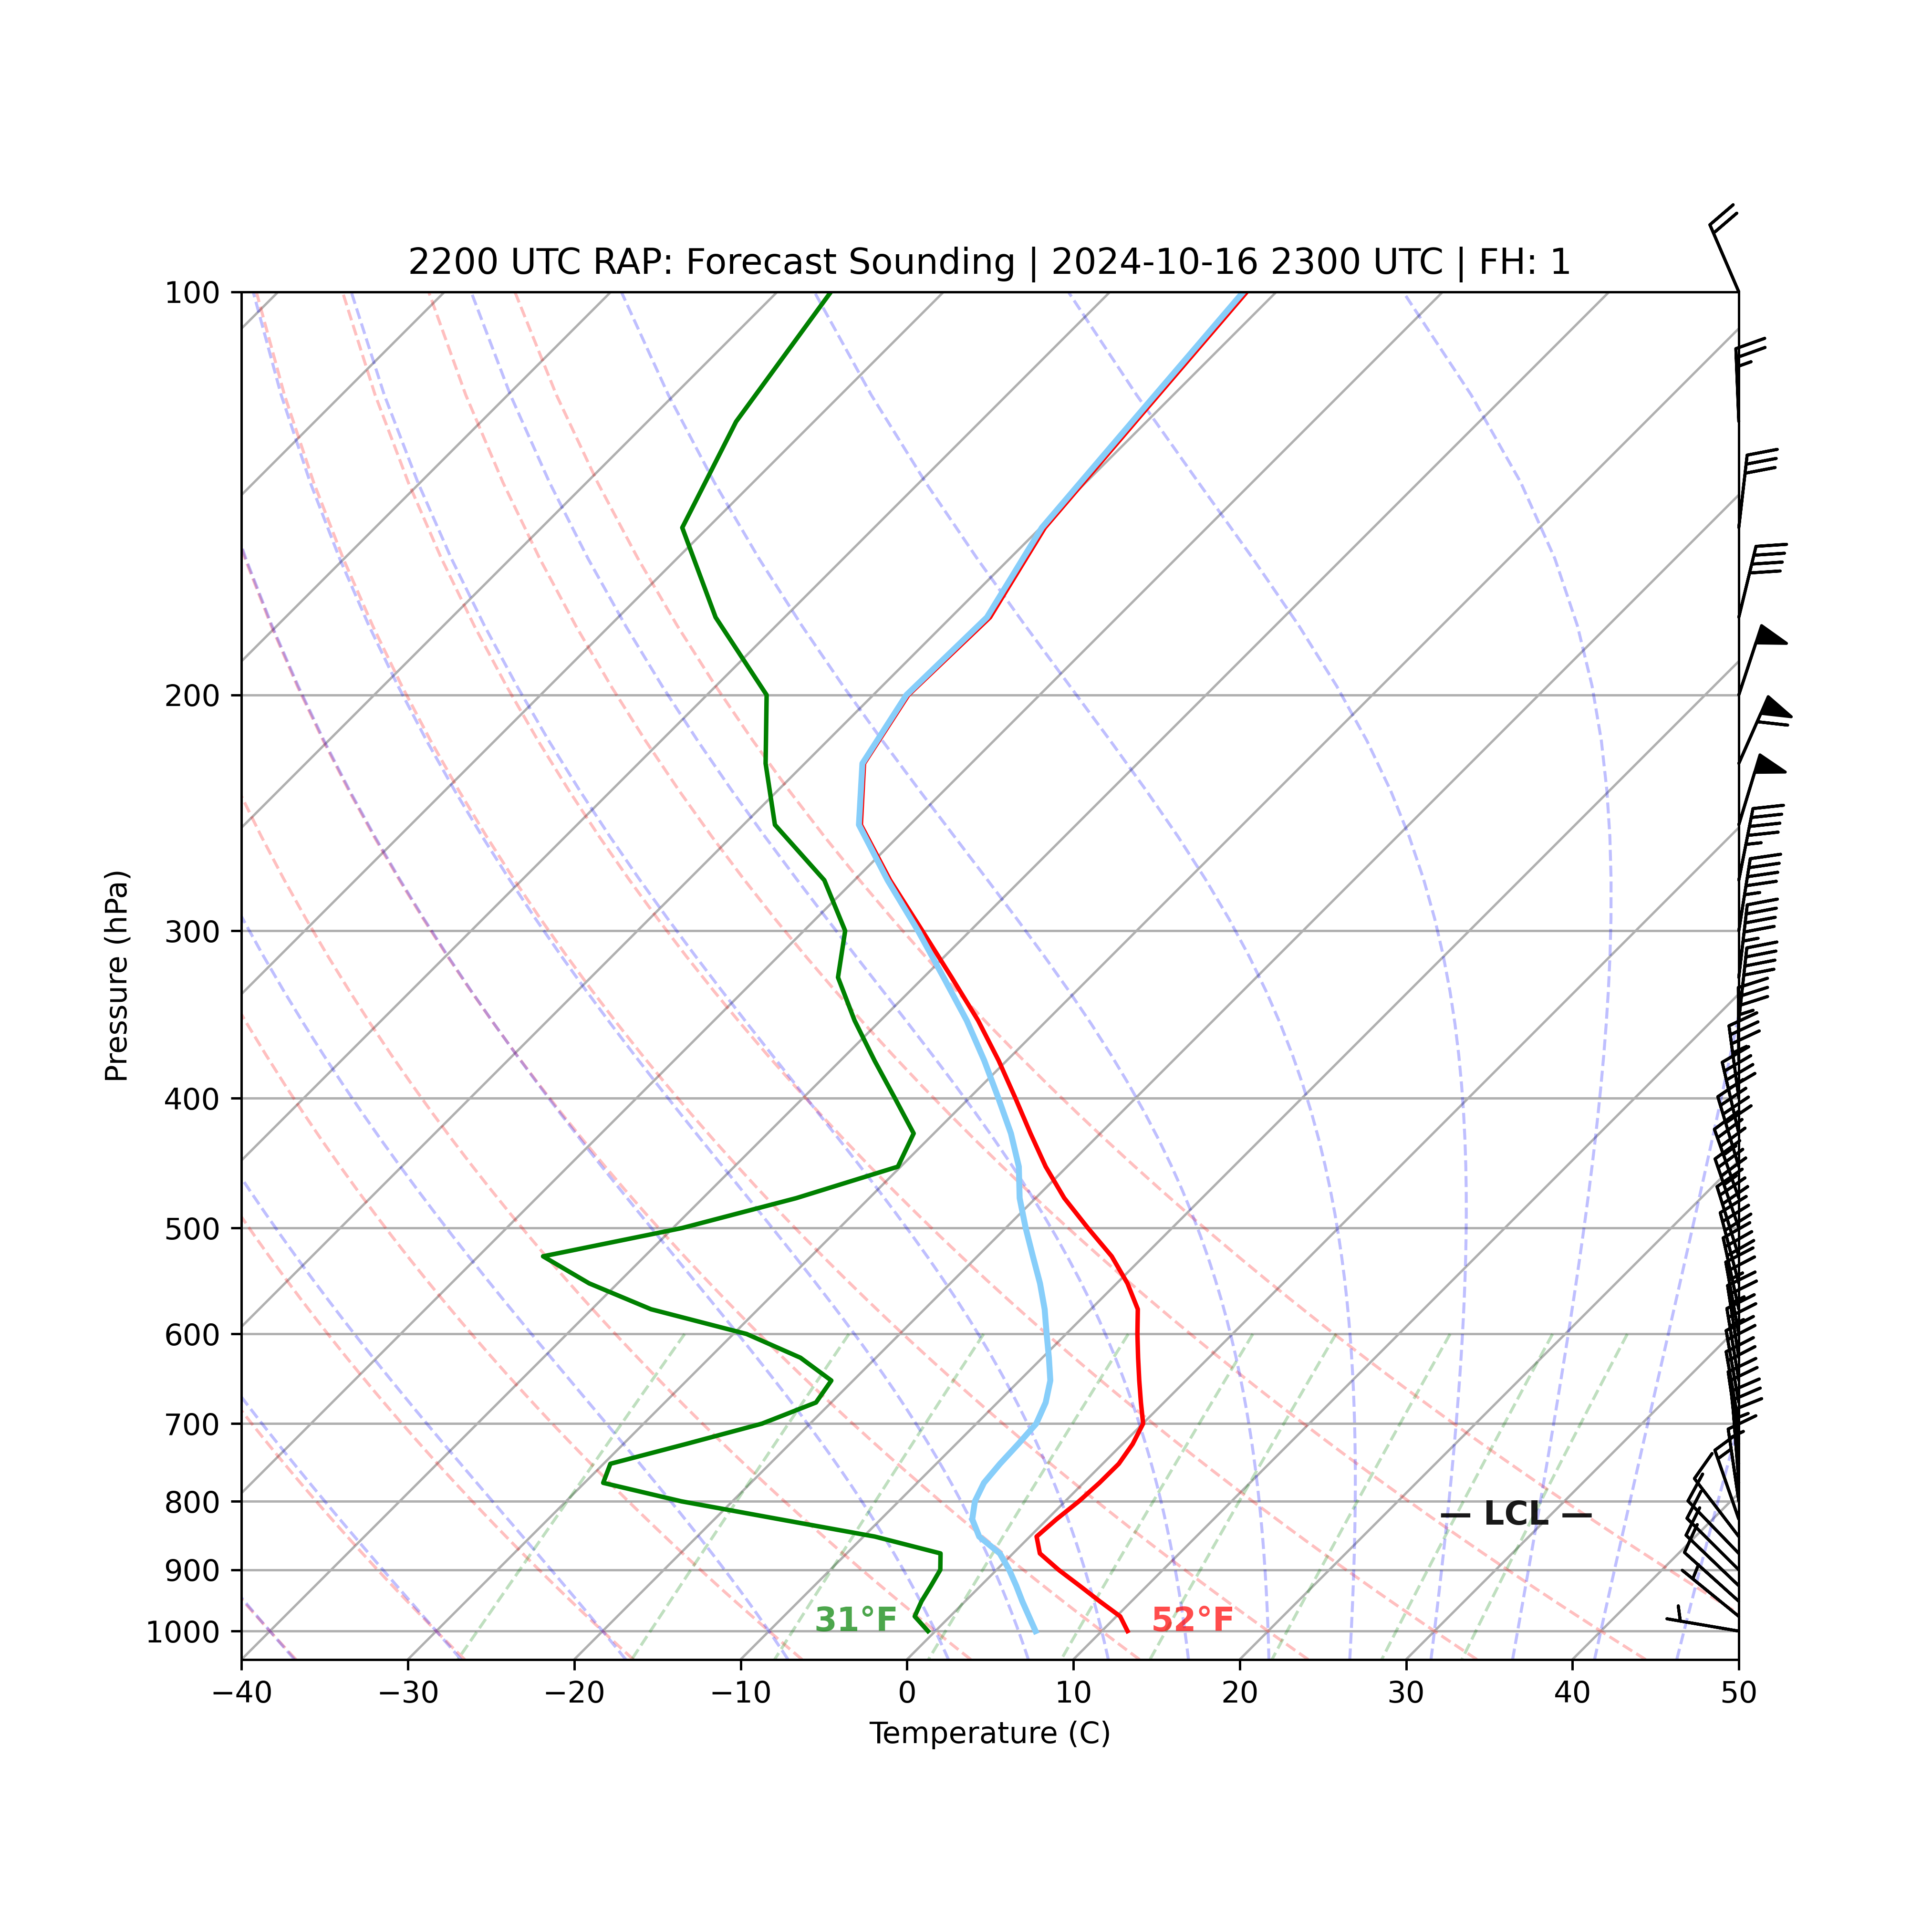 2200 UTC RAP: Forecast Sounding | 2024-10-16 2300 UTC | FH: 1
100
200
300
400
500
600
700
800
900
1000
Pressure (hPa)
— LCL —
31°F
52°F
−40 −30 −20 −10 0 10 20 30 40 50
Temperature (C)